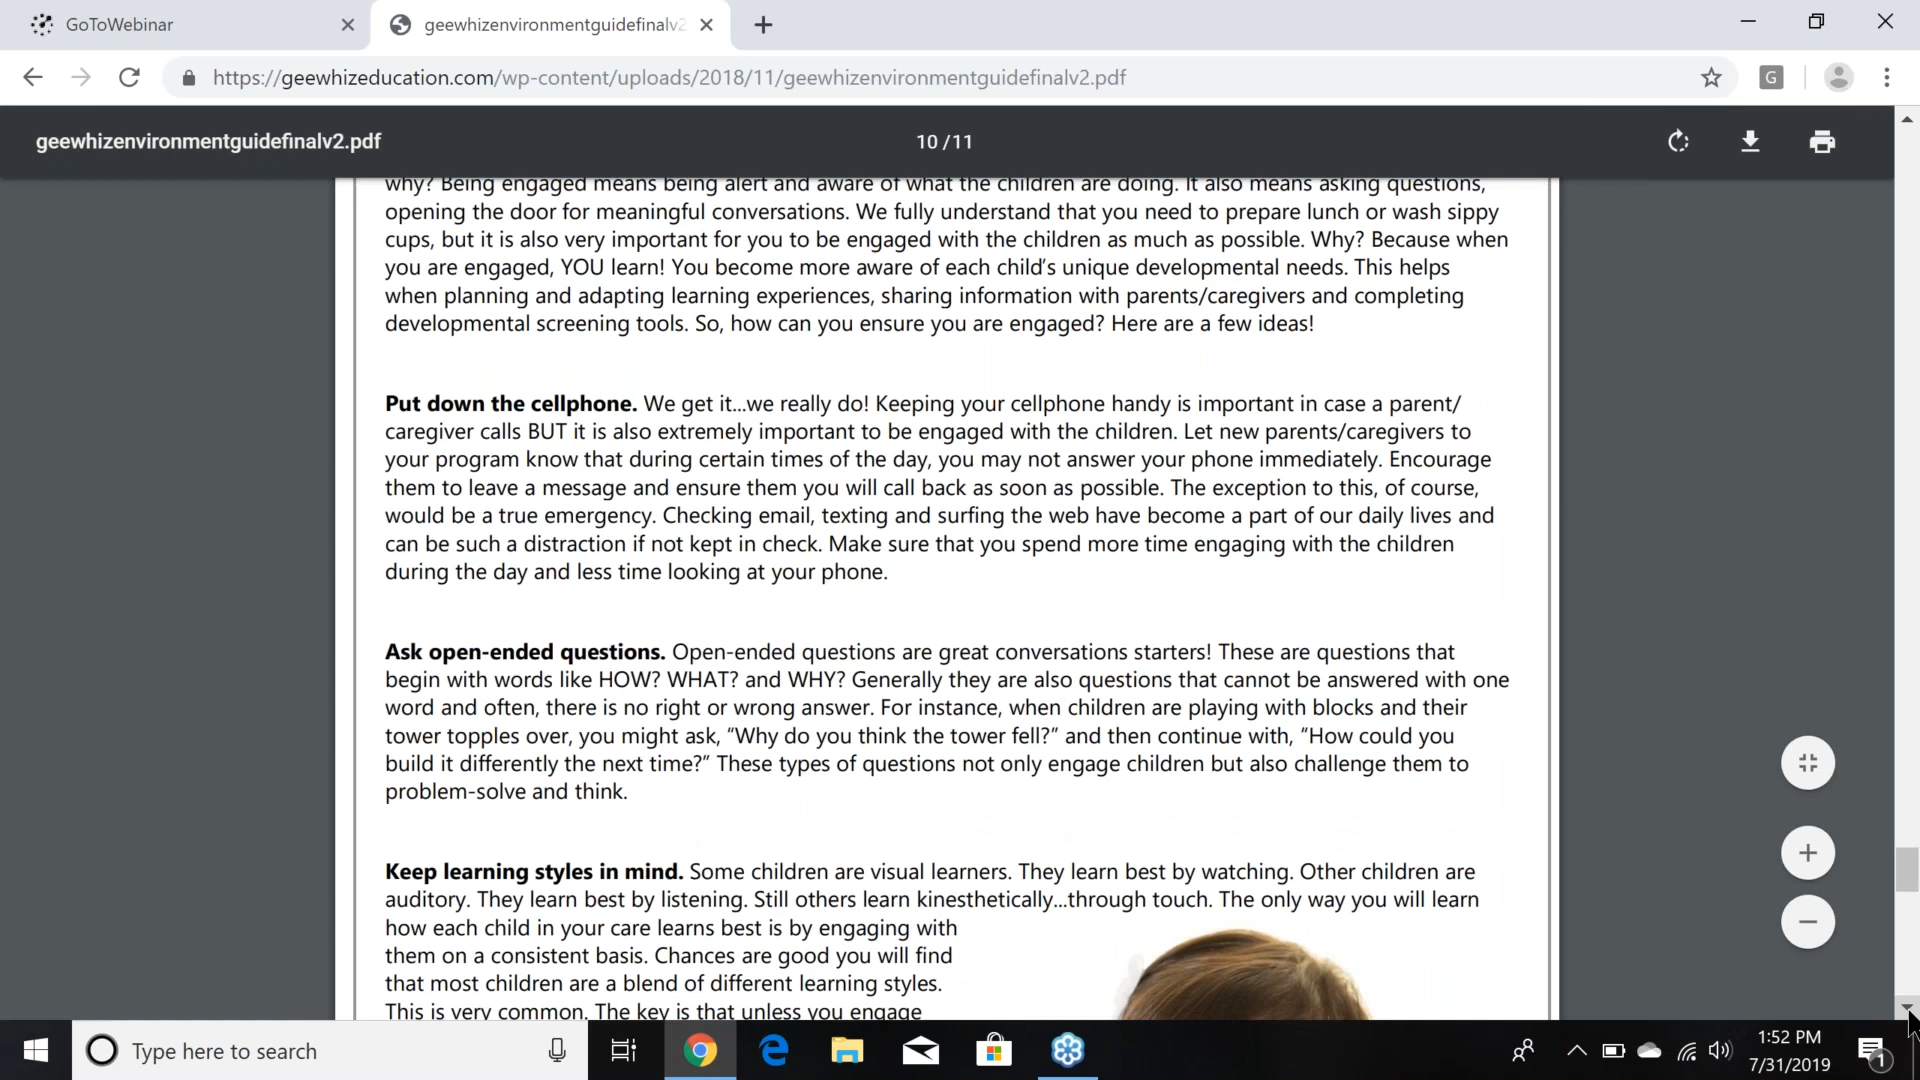 GoToWebinar
geewhizenvironmentguidefinalv2
https://geewhizeducation.com/wp-content/uploads/2018/11/geewhizenvironmentguidefinalv2.pdf
G
geewhizenvironmentguidefinalv2.pdf
10 / 11
why? Being engaged means being alert and aware of what the children are doing. It also means asking questions,
opening the door for meaningful conversations. We fully understand that you need to prepare lunch or wash sippy
cups, but it is also very important for you to be engaged with the children as much as possible. Why? Because when
you are engaged, YOU learn! You become more aware of each child's unique developmental needs. This helps
when planning and adapting learning experiences, sharing information with parents/caregivers and completing
developmental screening tools. So, how can you ensure you are engaged? Here are a few ideas!
Put down the cellphone. We get it...we really do! Keeping your cellphone handy is important in case a parent/
caregiver calls BUT it is also extremely important to be engaged with the children. Let new parents/caregivers to
your program know that during certain times of the day, you may not answer your phone immediately. Encourage
them to leave a message and ensure them you will call back as soon as possible. The exception to this, of course,
would be a true emergency. Checking email, texting and surfing the web have become a part of our daily lives and
can be such a distraction if not kept in check. Make sure that you spend more time engaging with the children
during the day and less time looking at your phone.
Ask open-ended questions. Open-ended questions are great conversations starters! These are questions that
begin with words like HOW? WHAT? and WHY? Generally they are also questions that cannot be answered with one
word and often, there is no right or wrong answer. For instance, when children are playing with blocks and their
tower topples over, you might ask, “Why do you think the tower fell?” and then continue with, “How could you
build it differently the next time?” These types of questions not only engage children but also challenge them to
problem-solve and think.
Keep learning styles in mind. Some children are visual learners. They learn best by watching. Other children are
auditory. They learn best by listening. Still others learn kinesthetically...through touch. The only way you will learn
how each child in your care learns best is by engaging with
them on a consistent basis. Chances are good you will find
that most children are a blend of different learning styles.
This is very common. The key is that unless you engage
Type here to search
1:52 PM
7/31/2019
1